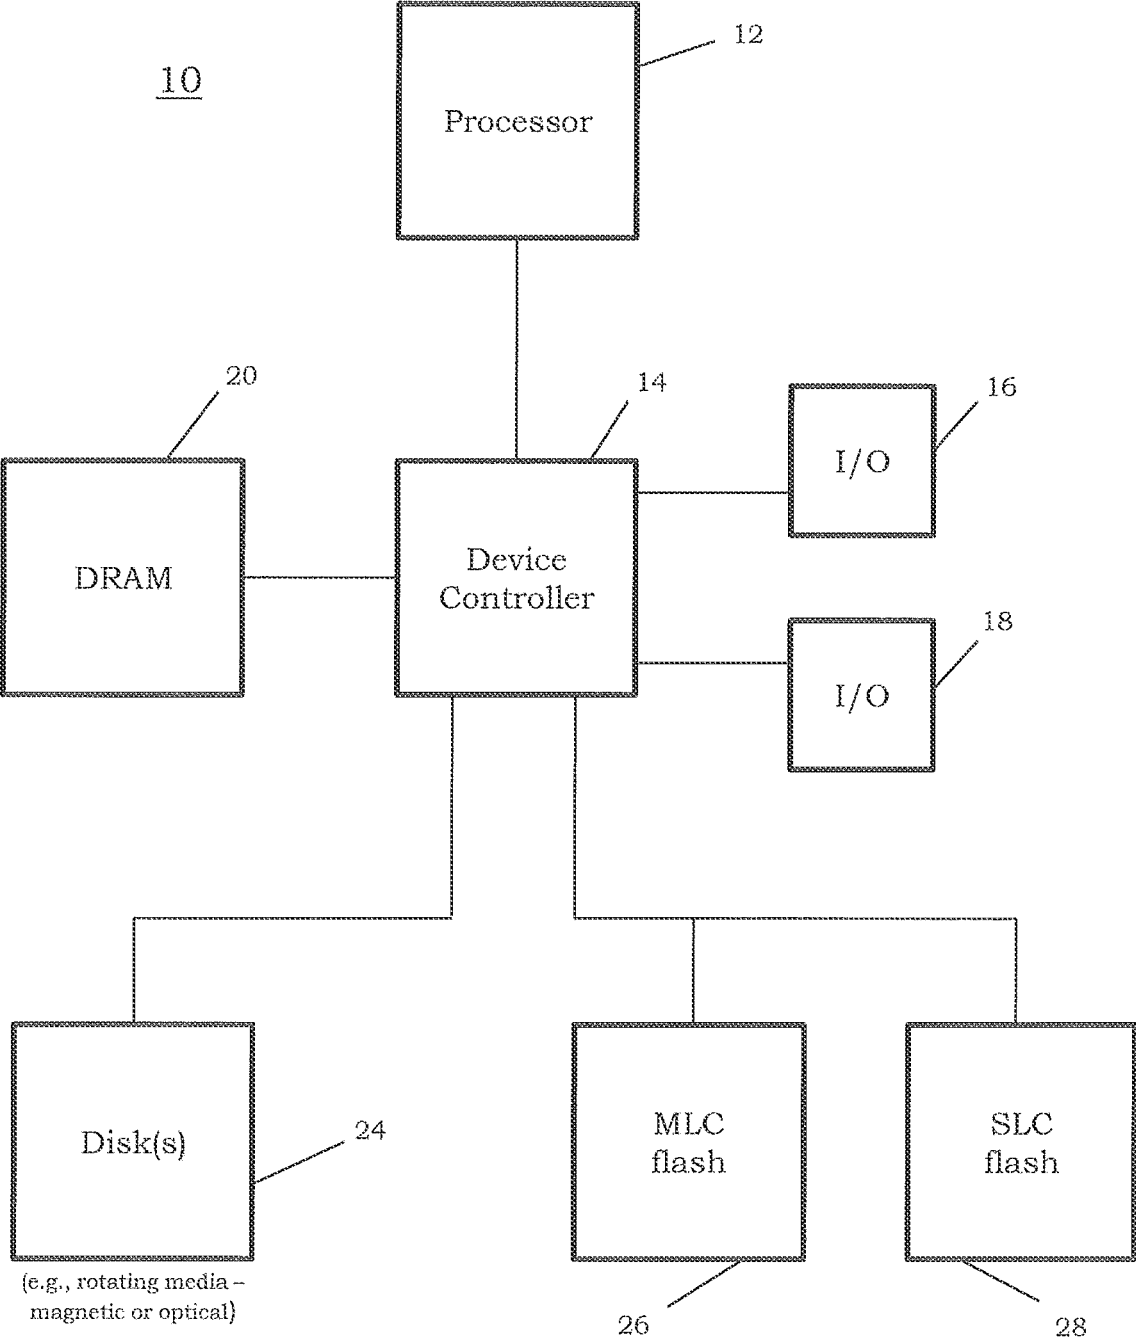 12
10
Processor
20
14
16
I/O
DRAM
Device
Controller
18
I/O
Disk(s)
24
MLC
flash
SLC
flash
(e.g., rotating media –
magnetic or optical)
26
28